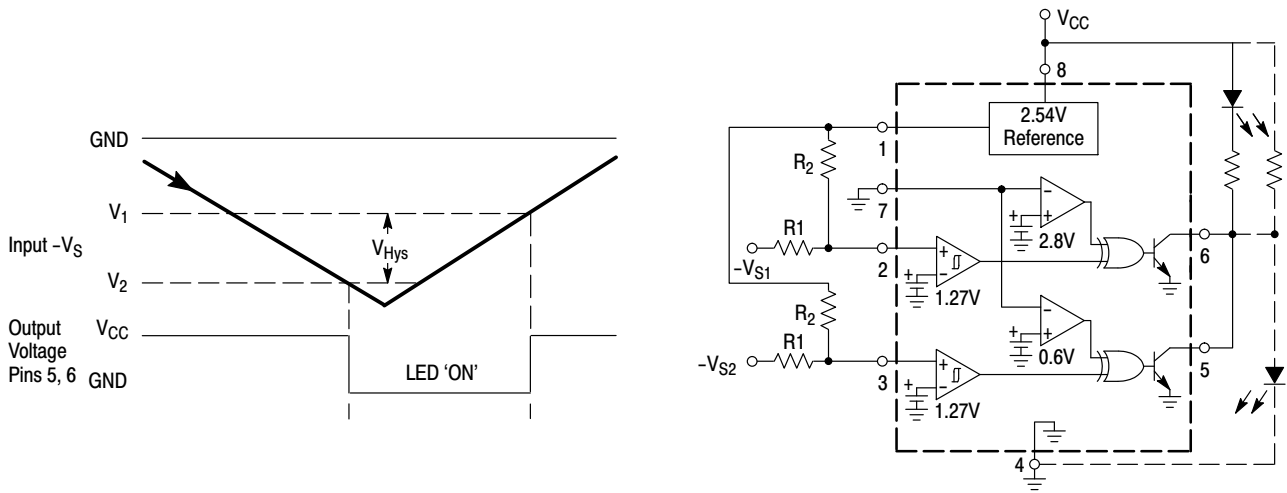 GND
V1
Input –VS
VHys
V2
Output
Voltage
Pins 5, 6
VCC
GND
LED 'ON'
VCC
8
2.54V
Reference
1
R2
7
–
+
2.8V
R1
–VS1
2
+
–
+
1.27V
6
R2
–
+
0.6V
R1
–VS2
3
+
–
+
1.27V
5
4